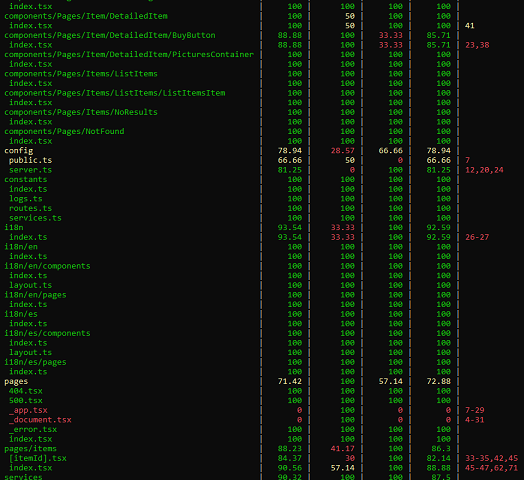 index.tsx | 100 | 100 | 100 | 100 |
components/Pages/Item/DetailedItem | 100 | 50 | 100 | 100 |
index.tsx | 100 | 50 | 100 | 100 | 41
components/Pages/Item/DetailedItem/BuyButton | 88.88 | 100 | 33.33 | 85.71 |
index.tsx | 88.88 | 100 | 33.33 | 85.71 | 23,38
components/Pages/Item/DetailedItem/PicturesContainer | 100 | 100 | 100 | 100 |
index.tsx | 100 | 100 | 100 | 100 |
components/Pages/Items/ListItems | 100 | 100 | 100 | 100 |
index.tsx | 100 | 100 | 100 | 100 |
components/Pages/Items/ListItems/ListItemsItem | 100 | 100 | 100 | 100 |
index.tsx | 100 | 100 | 100 | 100 |
components/Pages/Items/NoResults | 100 | 100 | 100 | 100 |
index.tsx | 100 | 100 | 100 | 100 |
components/Pages/NotFound | 100 | 100 | 100 | 100 |
index.tsx | 100 | 100 | 100 | 100 |
config | 78.94 | 28.57 | 66.66 | 78.94 |
public.ts | 66.66 | 50 | 0 | 66.66 | 7
server.ts | 81.25 | 0 | 100 | 81.25 | 12,20,24
constants | 100 | 100 | 100 | 100 |
index.ts | 100 | 100 | 100 | 100 |
logs.ts | 100 | 100 | 100 | 100 |
routes.ts | 100 | 100 | 100 | 100 |
services.ts | 100 | 100 | 100 | 100 |
i18n | 93.54 | 33.33 | 100 | 92.59 |
index.ts | 93.54 | 33.33 | 100 | 92.59 | 26-27
i18n/en | 100 | 100 | 100 | 100 |
index.ts | 100 | 100 | 100 | 100 |
i18n/en/components | 100 | 100 | 100 | 100 |
index.ts | 100 | 100 | 100 | 100 |
layout.ts | 100 | 100 | 100 | 100 |
i18n/en/pages | 100 | 100 | 100 | 100 |
index.ts | 100 | 100 | 100 | 100 |
i18n/es | 100 | 100 | 100 | 100 |
index.ts | 100 | 100 | 100 | 100 |
i18n/es/components | 100 | 100 | 100 | 100 |
index.ts | 100 | 100 | 100 | 100 |
layout.ts | 100 | 100 | 100 | 100 |
i18n/es/pages | 100 | 100 | 100 | 100 |
index.ts | 100 | 100 | 100 | 100 |
pages | 71.42 | 100 | 57.14 | 72.88 |
404.tsx | 100 | 100 | 100 | 100 |
500.tsx | 100 | 100 | 100 | 100 |
_app.tsx | 0 | 100 | 0 | 0 | 7-29
_document.tsx | 0 | 100 | 0 | 0 | 4-31
_error.tsx | 100 | 100 | 100 | 100 |
index.tsx | 100 | 100 | 100 | 100 |
pages/items | 88.23 | 41.17 | 100 | 86.3 |
[itemId].tsx | 84.37 | 30 | 100 | 82.14 | 33-35,42,45
index.tsx | 90.56 | 57.14 | 100 | 88.88 | 45-47,62,71
services | 90.32 | 100 | 100 | 87.5 |